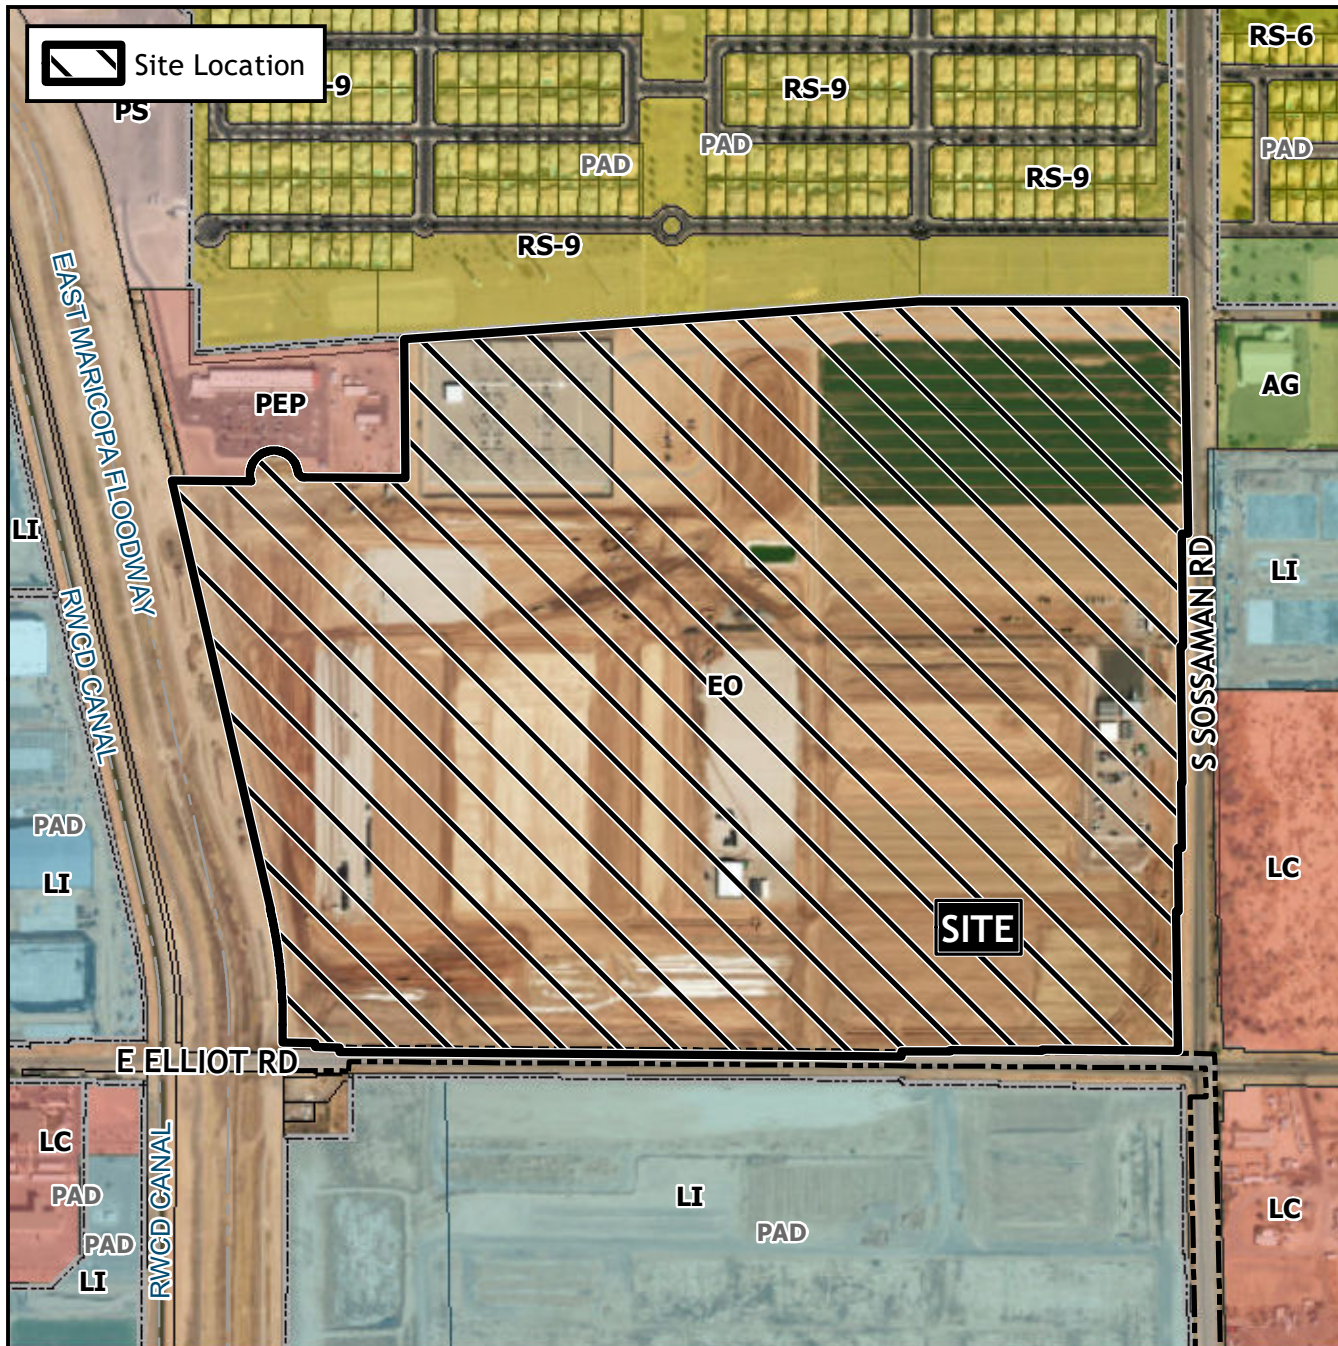 Site Location
RS-6
-9
RS-9
PS
PAD
PAD
PAD
RS-9
RS-9
EAST MARICOPA FLOODWAY
AG
PEP
LI
LI
RWCD CANAL
S SOSSAMAN RD
EO
PAD
LI
LC
SITE
E ELLIOT RD
LC
RWCD CANAL
PAD
LI
LC
PAD
PAD
LI